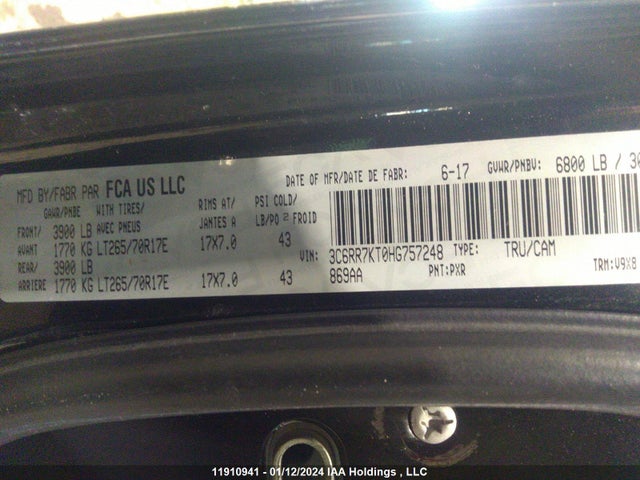 MFD BY/FABR PAR FCA US LLC DATE OF MFR/DATE DE FABR: 6-17 GVWR/PNBV: 6800 LB / 30
GAWR/PNBE WITH TIRES/ RIMS AT/ PSI COLD/
FRONT/ 3900 LB AVEC PNEUS JANTES A LB/PO2 FROID
AVANT 1770 KG LT265/70R17E 17X7.0 43
REAR/ 3900 LB
ARRIERE 1770 KG LT265/70R17E 17X7.0 43
VIN: 3C6RR7KT0HG757248 TYPE: TRU/CAM
869AA PNT:PXR TRM:V9X8
11910941 - 01/12/2024 IAA Holdings , LLC